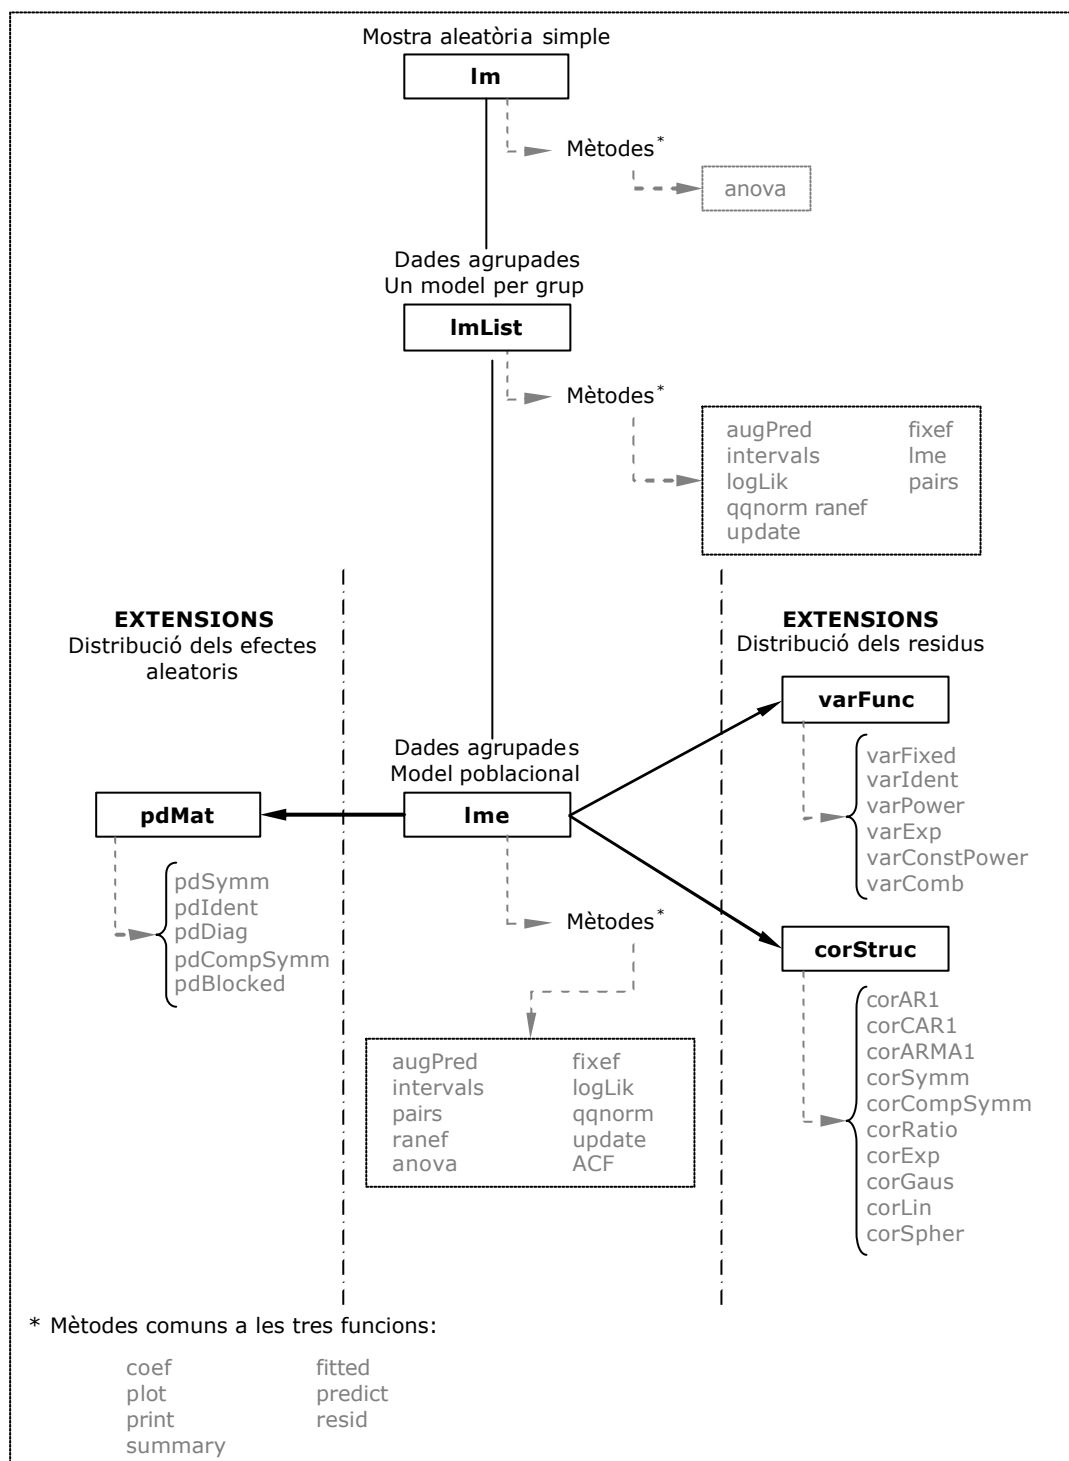 Mostra aleatòria simple
lm
Mètodes*
anova
Dades agrupades
Un model per grup
lmList
Mètodes*
augPred fixef
intervals lme
logLik pairs
qqnorm ranef
update
EXTENSIONS
Distribució dels efectes
aleatoris
EXTENSIONS
Distribució dels residus
varFunc
varFixed
varIdent
varPower
varExp
varConstPower
varComb
Dades agrupades
Model poblacional
lme
pdMat
pdSymm
pdIdent
pdDiag
pdCompSymm
pdBlocked
Mètodes*
augPred fixef
intervals logLik
pairs qqnorm
ranef update
anova ACF
corStruc
corAR1
corCAR1
corARMA1
corSymm
corCompSymm
corRatio
corExp
corGaus
corLin
corSpher
* Mètodes comuns a les tres funcions:
coef fitted
plot predict
print resid
summary